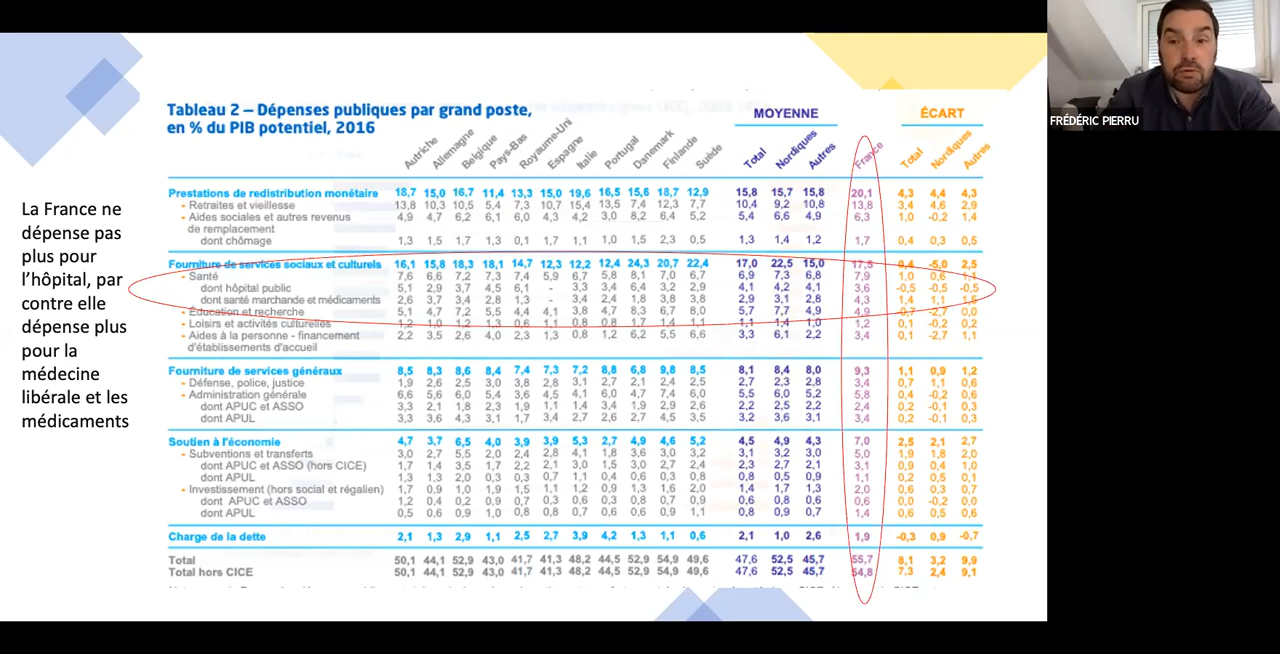 FRÉDÉRIC PIERRU
Tableau 2 – Dépenses publiques par grand poste,
en % du PIB potentiel, 2016
La France ne
dépense pas
plus pour
l’hôpital, par
contre elle
dépense plus
pour la
médecine
libérale et les
médicaments
MOYENNE ÉCART
Autriche Allemagne Belgique Pays-Bas Royaume-Uni Espagne Italie Portugal Danemark Finlande Suède Total Nordiques Autres France Total Nordiques Autres
Prestations de redistribution monétaire 18,7 15,0 16,7 11,4 13,3 15,0 19,6 16,5 15,6 18,7 12,9 15,8 15,7 15,8 20,1 4,3 4,4 4,3
- Retraites et vieillesse 13,8 10,3 10,5 5,4 7,3 10,7 15,4 13,5 7,4 12,3 7,7 10,4 9,2 10,8 13,8 3,4 4,6 2,9
- Aides sociales et autres revenus 4,9 4,7 6,2 6,1 6,0 4,3 4,2 3,0 8,2 6,4 5,2 5,4 6,6 4,9 6,3 1,0 -0,2 1,4
de remplacement
dont chômage 1,3 1,5 1,7 1,3 0,1 1,7 1,1 1,0 1,5 2,3 0,5 1,3 1,4 1,2 1,7 0,4 0,3 0,5
Fourniture de services sociaux et culturels 16,1 15,8 18,3 18,1 14,7 12,3 12,2 12,4 24,3 20,7 22,4 17,0 22,5 15,0 17,5 0,4 -5,0 2,5
- Santé 7,6 6,6 7,2 7,3 7,4 5,9 6,7 5,8 8,1 7,0 6,7 6,9 7,3 6,8 7,9 1,0 0,6 1,1
dont hôpital public 5,1 2,9 3,7 4,5 6,1 - 3,3 3,4 6,4 3,2 2,9 4,1 4,2 4,1 3,6 -0,5 -0,5 -0,5
dont santé marchande et médicaments 2,6 3,7 3,4 2,8 1,3 - 3,4 2,4 1,8 3,8 3,8 2,9 3,1 2,8 4,3 1,4 1,1 1,5
- Éducation et recherche 5,1 4,7 7,2 5,5 4,4 4,1 3,8 4,7 8,3 6,7 8,0 5,7 7,7 4,9 4,9 -0,7 -2,7 0,0
- Loisirs et activités culturelles 1,2 1,0 1,2 1,3 0,6 1,1 0,8 0,8 1,7 1,4 1,1 1,1 1,4 1,0 1,2 0,1 -0,2 0,2
- Aides à la personne - financement 2,2 3,5 2,6 4,0 2,3 1,3 0,8 1,2 6,2 5,5 6,6 3,3 6,1 2,2 3,4 0,1 -2,7 1,1
d'établissements d'accueil
Fourniture de services généraux 8,5 8,3 8,6 8,4 7,4 7,3 7,2 8,8 6,8 9,8 8,5 8,1 8,4 8,0 9,3 1,1 0,9 1,2
- Défense, police, justice 1,9 2,6 2,5 3,0 3,8 2,8 3,1 2,7 2,1 2,4 2,5 2,7 2,3 2,8 3,4 0,7 1,1 0,6
- Administration générale 6,6 5,6 6,0 5,4 3,6 4,5 4,1 6,0 4,7 7,4 6,0 5,5 6,0 5,2 5,8 0,4 -0,2 0,6
dont APUC et ASSO 3,3 2,1 1,8 2,3 1,9 1,1 1,4 3,4 1,9 2,9 2,6 2,2 2,5 2,2 2,4 0,2 -0,1 0,3
dont APUL 3,3 3,6 4,3 3,1 1,7 3,4 2,7 2,6 2,7 4,5 3,5 3,2 3,6 3,1 3,4 0,2 -0,1 0,3
Soutien à l'économie 4,7 3,7 6,5 4,0 3,9 3,9 5,3 2,7 4,9 4,6 5,2 4,5 4,9 4,3 7,0 2,5 2,1 2,7
- Subventions et transferts 3,0 2,7 5,5 2,0 2,4 2,8 4,1 1,8 3,6 3,0 3,2 3,1 3,2 3,0 5,0 1,9 1,8 2,0
dont APUC et ASSO (hors CICE) 1,7 1,4 3,5 1,7 2,2 2,1 3,0 1,5 3,0 2,7 2,4 2,3 2,7 2,1 3,1 0,9 0,4 1,0
dont APUL 1,3 1,3 2,0 0,3 0,3 0,7 1,1 0,4 0,6 0,3 0,8 0,8 0,5 0,9 1,1 0,2 0,5 0,1
- Investissement (hors social et régalien) 1,7 0,9 1,0 1,9 1,5 1,1 1,2 0,9 1,3 1,6 2,0 1,4 1,7 1,3 2,0 0,6 0,3 0,7
dont APUC et ASSO 1,2 0,4 0,2 0,9 0,7 0,3 0,6 0,3 0,8 0,7 0,9 0,6 0,8 0,6 0,6 0,0 -0,2 0,0
dont APUL 0,5 0,6 0,9 1,0 0,8 0,8 0,7 0,6 0,6 0,9 1,1 0,8 0,9 0,7 1,4 0,6 0,5 0,6
Charge de la dette 2,1 1,3 2,9 1,1 2,5 2,7 3,9 4,2 1,3 1,1 0,6 2,1 1,0 2,6 1,9 -0,3 0,9 -0,7
Total 50,1 44,1 52,9 43,0 41,7 41,3 48,2 44,5 52,9 54,9 49,6 47,6 52,5 45,7 55,7 8,1 3,2 9,9
Total hors CICE 50,1 44,1 52,9 43,0 41,7 41,3 48,2 44,5 52,9 54,9 49,6 47,6 52,5 45,7 54,8 7,3 2,4 9,1